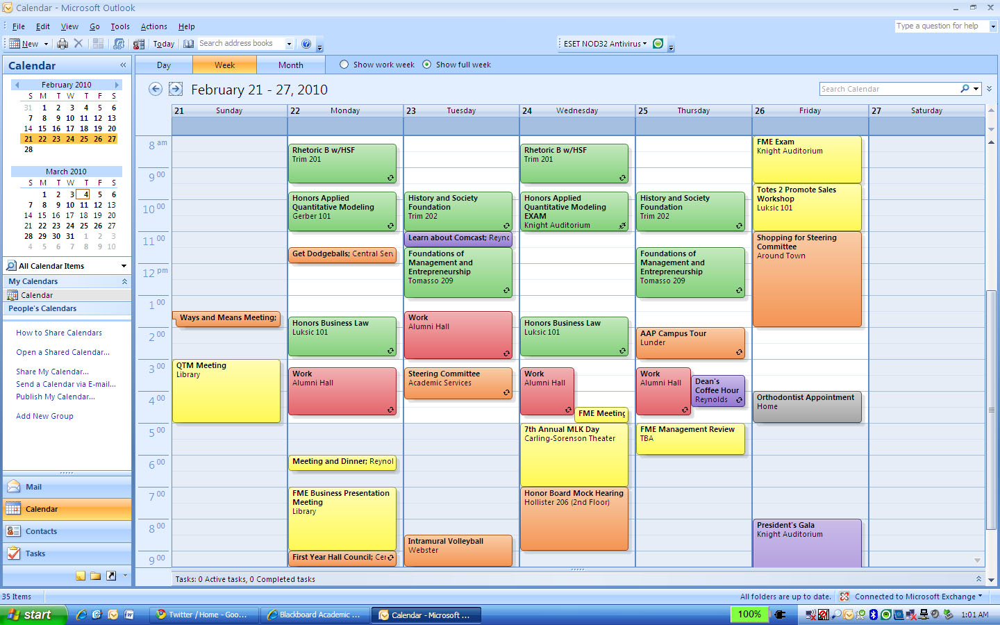 Calendar - Microsoft Outlook
File Edit View Go Tools Actions Help
Type a question for help
New Today Search address books
ESET NOD32 Antivirus
Calendar «
Day Week Month Show work week Show full week
February 2010
S M T W T F S
31 1 2 3 4 5 6
7 8 9 10 11 12 13
14 15 16 17 18 19 20
21 22 23 24 25 26 27
28
March 2010
S M T W T F S
1 2 3 4 5 6
7 8 9 10 11 12 13
14 15 16 17 18 19 20
21 22 23 24 25 26 27
28 29 30 31 1 2 3
4 5 6 7 8 9 10
All Calendar Items
My Calendars
Calendar
People's Calendars
How to Share Calendars
Open a Shared Calendar...
Share My Calendar...
Send a Calendar via E-mail...
Publish My Calendar...
Add New Group
Mail
Calendar
Contacts
Tasks
February 21 - 27, 2010
Search Calendar
21 Sunday
22 Monday
23 Tuesday
24 Wednesday
25 Thursday
26 Friday
27 Saturday
8 am
9 00
10 00
11 00
12 pm
1 00
2 00
3 00
4 00
5 00
6 00
7 00
8 00
9 00
Ways and Means Meeting;
QTM Meeting
Library
Rhetoric B w/HSF
Trim 201
Honors Applied
Quantitative Modeling
Gerber 101
Get Dodgeballs; Central Serv
Honors Business Law
Luksic 101
Work
Alumni Hall
Meeting and Dinner; Reynol
FME Business Presentation
Meeting
Library
First Year Hall Council; Cer
History and Society
Foundation
Trim 202
Learn about Comcast; Reync
Foundations of
Management and
Entrepreneurship
Tomasso 209
Work
Alumni Hall
Steering Committee
Academic Services
Intramural Volleyball
Webster
Rhetoric B w/HSF
Trim 201
Honors Applied
Quantitative Modeling
EXAM
Knight Auditorium
Honors Business Law
Luksic 101
Work
Alumni Hall
FME Meeting
7th Annual MLK Day
Carling-Sorenson Theater
Honor Board Mock Hearing
Hollister 206 (2nd Floor)
History and Society
Foundation
Trim 202
Foundations of
Management and
Entrepreneurship
Tomasso 209
AAP Campus Tour
Lunder
Work
Alumni Hall
Dean's
Coffee Hour
Reynolds
FME Management Review
TBA
FME Exam
Knight Auditorium
Totes 2 Promote Sales
Workshop
Luksic 101
Shopping for Steering
Committee
Around Town
Orthodontist Appointment
Home
President's Gala
Knight Auditorium
Tasks: 0 Active tasks, 0 Completed tasks
35 Items
All folders are up to date. Connected to Microsoft Exchange
start
Twitter / Home - Goo...
Blackboard Academic ...
Calendar - Microsoft ...
100%
1:01 AM